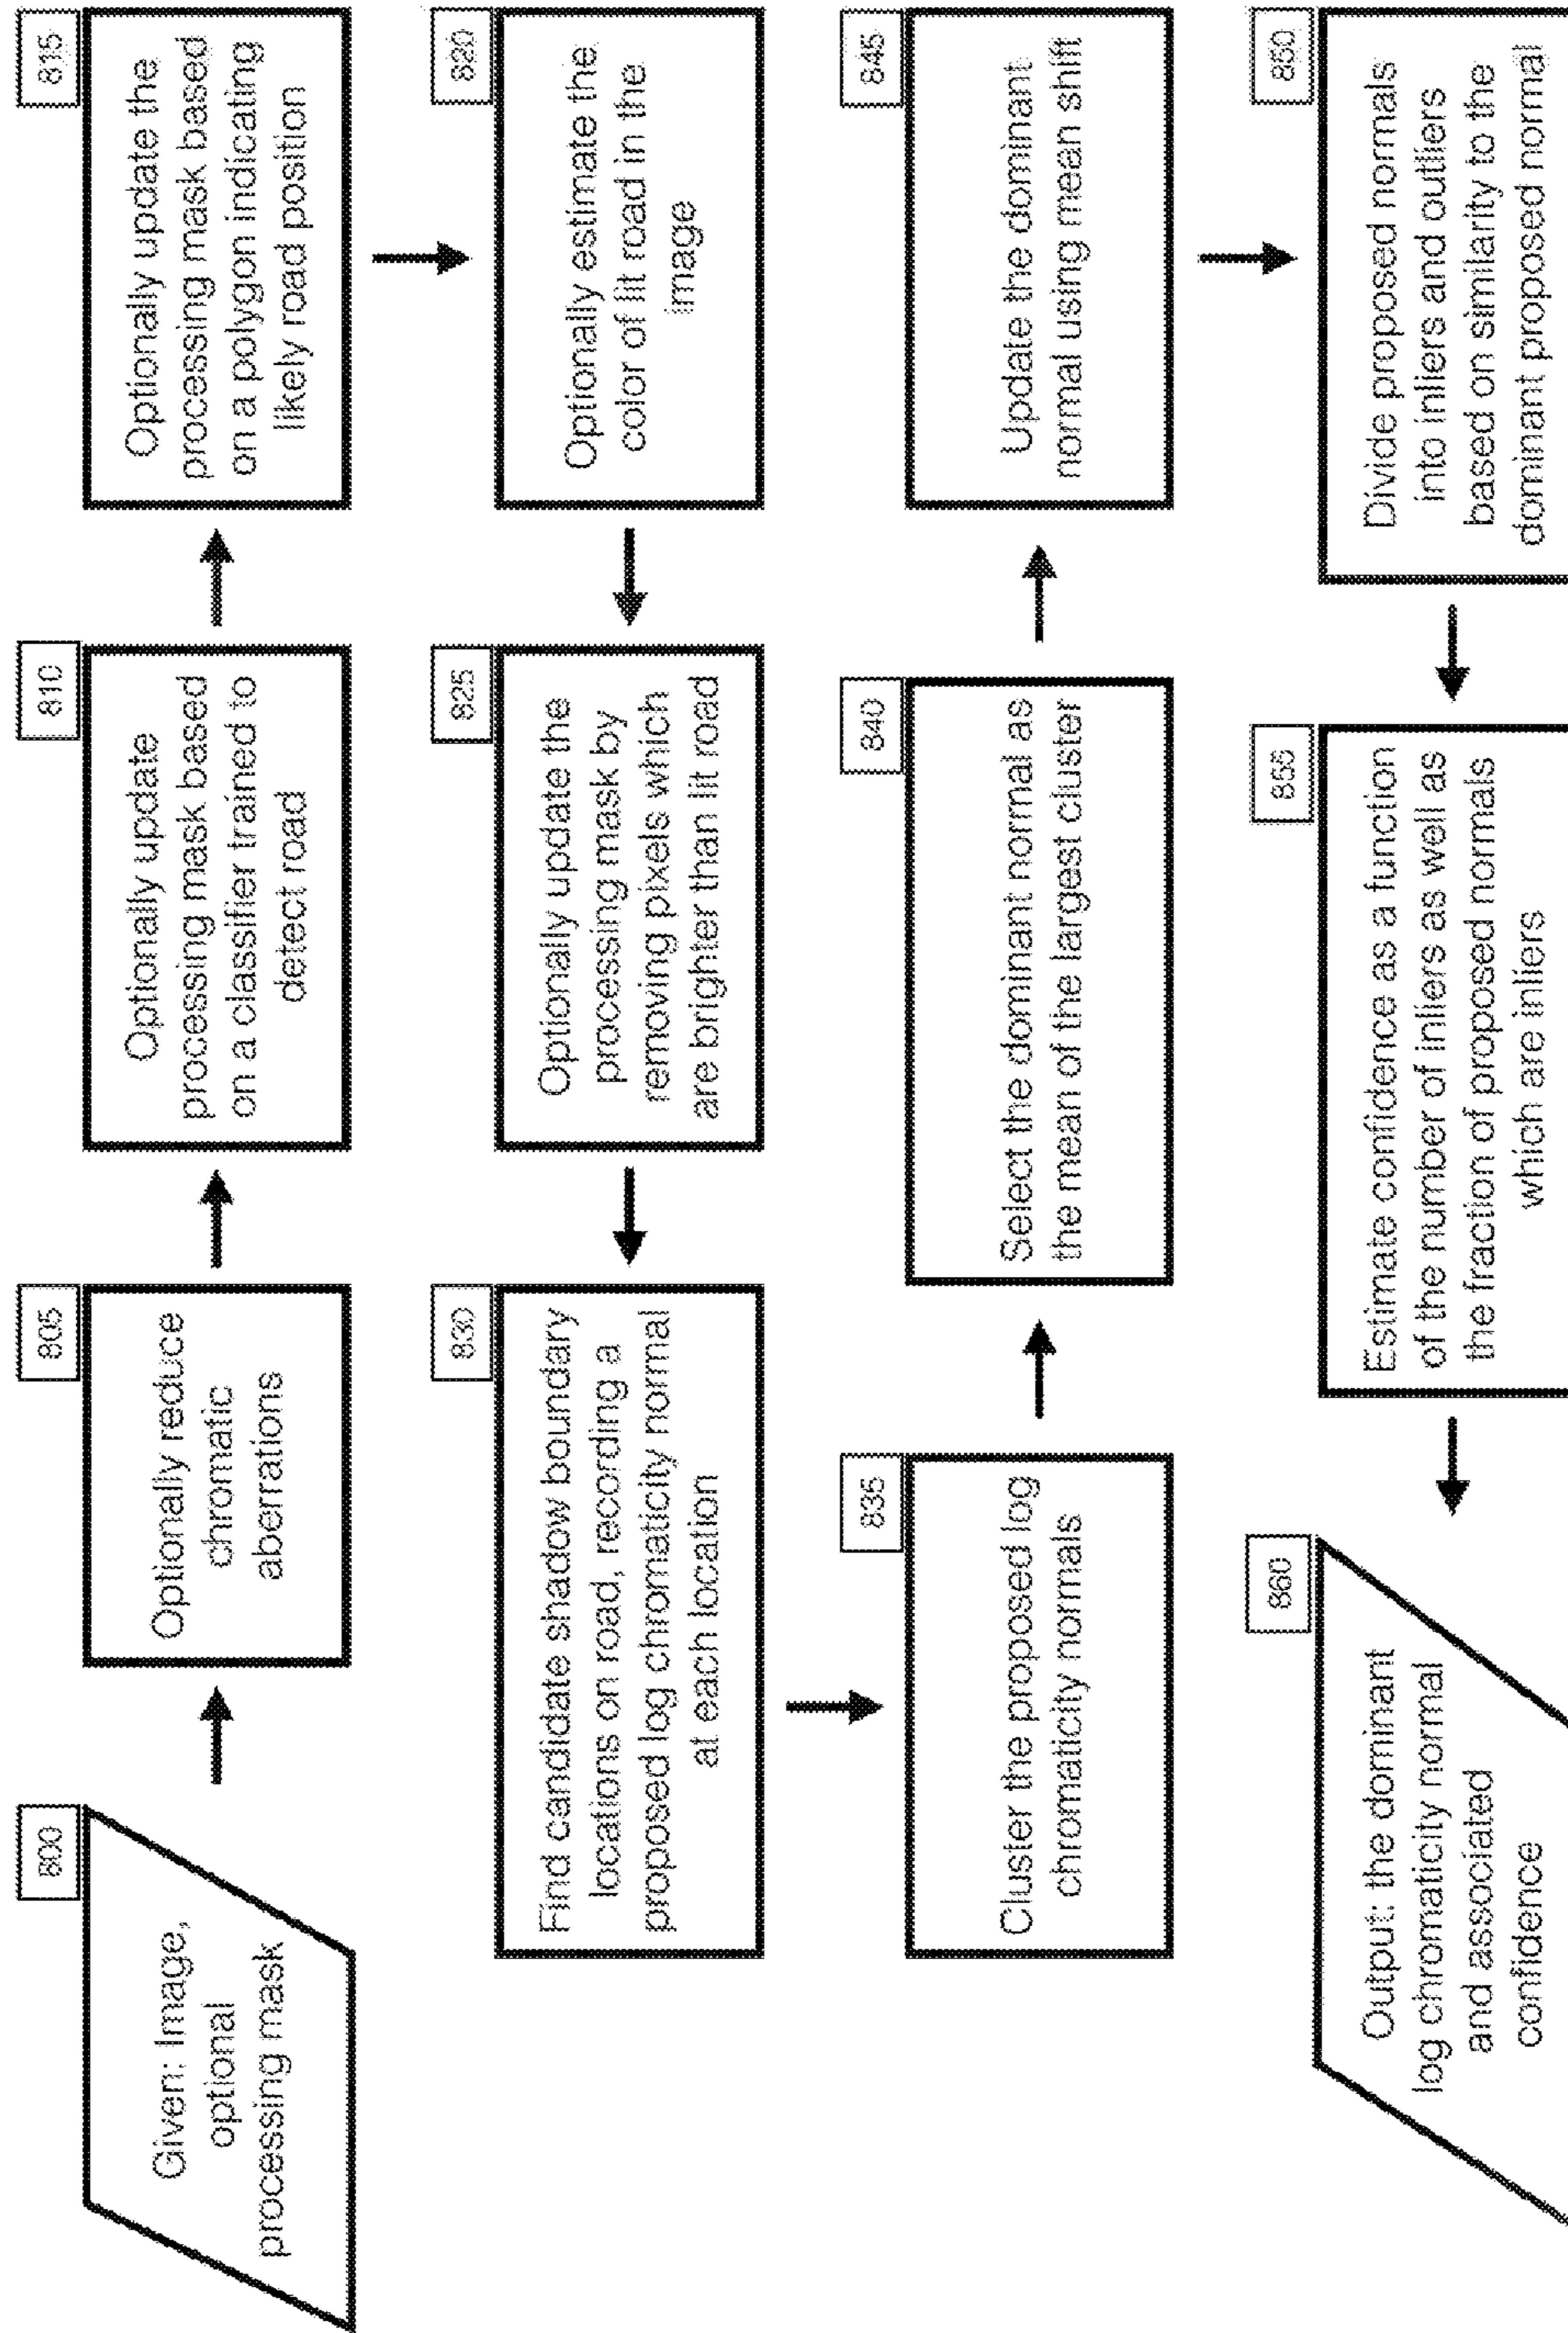 800
Given: Image,
optional
processing mask
805
Optionally reduce
chromatic
aberrations
810
Optionally update
processing mask based
on a classifier trained to
detect road
815
Optionally update the
processing mask based
on a polygon indicating
likely road position
820
Optionally estimate the
color of lit road in the
image
825
Optionally update the
processing mask by
removing pixels which
are brighter than lit road
830
Find candidate shadow boundary
locations on road, recording a
proposed log chromaticity normal
at each location
835
Cluster the proposed log
chromaticity normals
840
Select the dominant normal as
the mean of the largest cluster
845
Update the dominant
normal using mean shift
850
Divide proposed normals
into inliers and outliers
based on similarity to the
dominant proposed normal
855
Estimate confidence as a function
of the number of inliers as well as
the fraction of proposed normals
which are inliers
860
Output: the dominant
log chromaticity normal
and associated
confidence